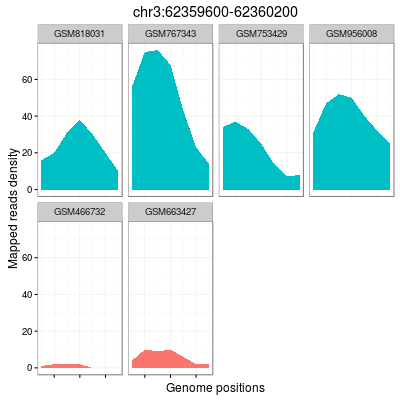 chr3:62359600-62360200
GSM818031 GSM767343 GSM753429 GSM956008
60
40
20
0
Mapped reads density
GSM466732 GSM663427
60
40
20
0
Genome positions